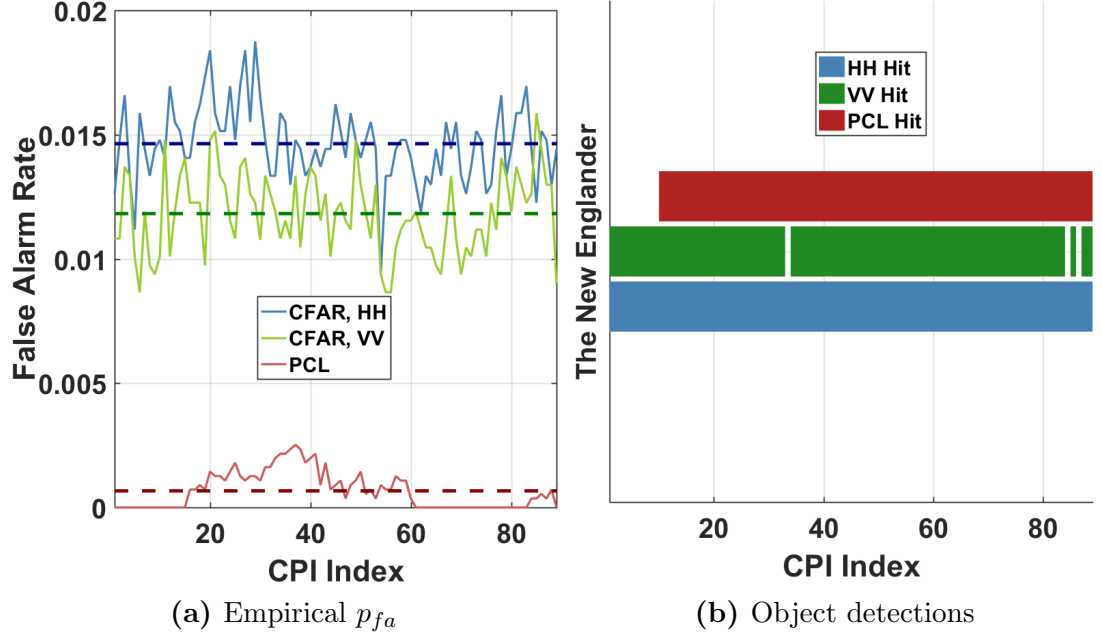 False Alarm Rate
0.02
0.015
0.01
0.005
0
CFAR, HH
CFAR, VV
PCL
20
40
60
80
CPI Index
(a) Empirical p_{fa}
The New Englander
HH Hit
VV Hit
PCL Hit
20
40
60
80
CPI Index
(b) Object detections